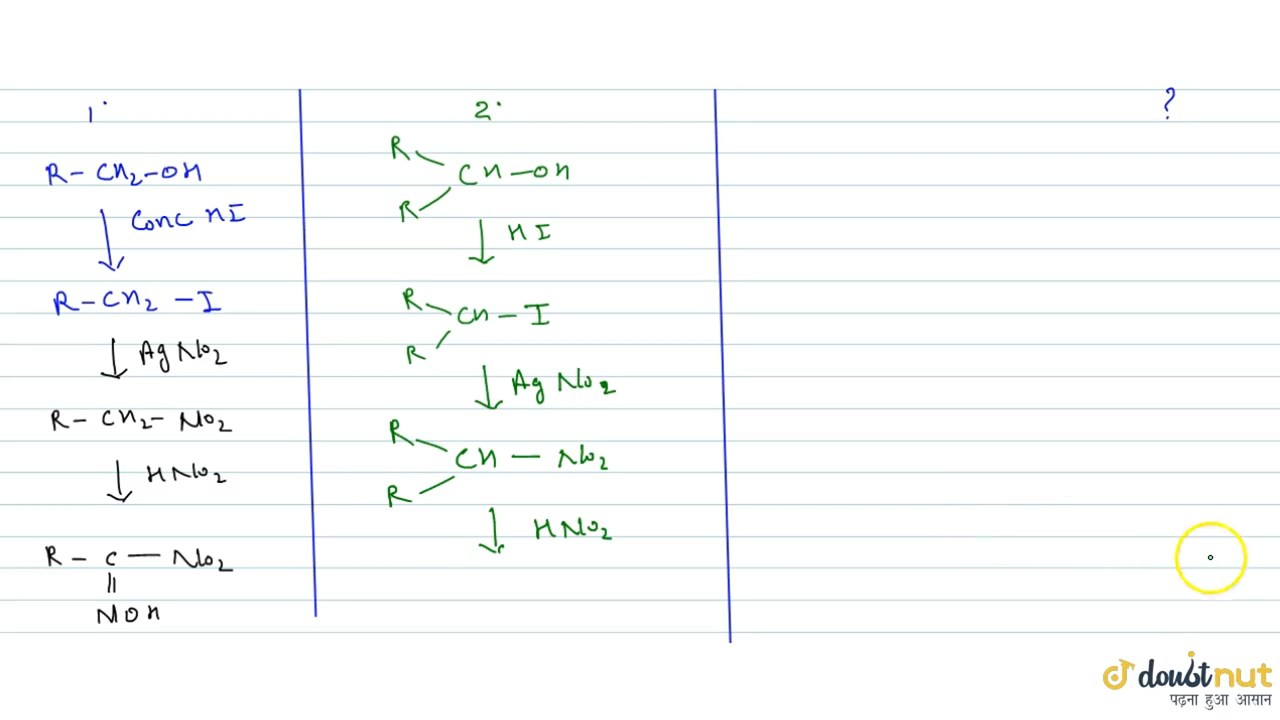 1°
R - CH2 - OH
Conc HI
R - CH2 - I
AgNO2
R - CH2 - NO2
HNO2
R - C - NO2
||
NOH
2°
R
CH - OH
R
HI
R
CH - I
R
AgNO2
R
CH - NO2
R
HNO2
?
doubtnut
पढ़ना हुआ आसान